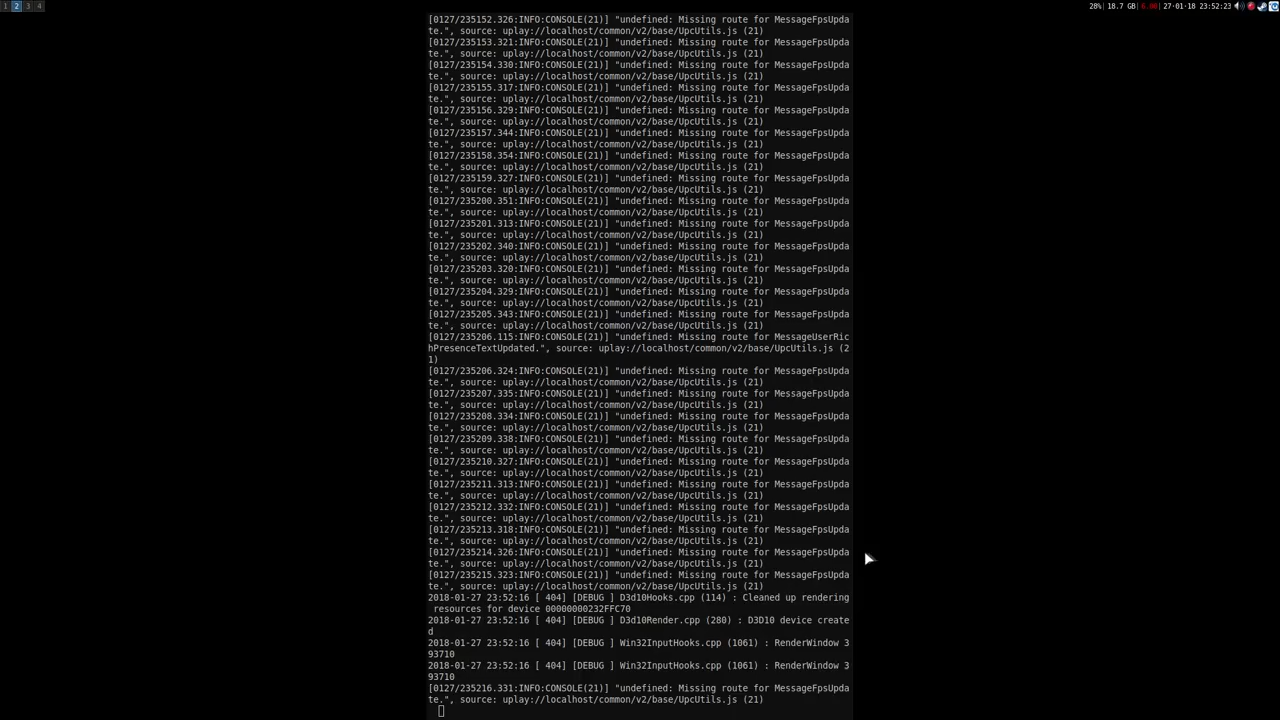 1 2 3 4 28% | 18.7 GB | 6.00 | 27-01-18 23:52:23
[0127/235152.326:INFO:CONSOLE(21)] "undefined: Missing route for MessageFpsUpda
te.", source: uplay://localhost/common/v2/base/UpcUtils.js (21)
[0127/235153.321:INFO:CONSOLE(21)] "undefined: Missing route for MessageFpsUpda
te.", source: uplay://localhost/common/v2/base/UpcUtils.js (21)
[0127/235154.330:INFO:CONSOLE(21)] "undefined: Missing route for MessageFpsUpda
te.", source: uplay://localhost/common/v2/base/UpcUtils.js (21)
[0127/235155.317:INFO:CONSOLE(21)] "undefined: Missing route for MessageFpsUpda
te.", source: uplay://localhost/common/v2/base/UpcUtils.js (21)
[0127/235156.329:INFO:CONSOLE(21)] "undefined: Missing route for MessageFpsUpda
te.", source: uplay://localhost/common/v2/base/UpcUtils.js (21)
[0127/235157.344:INFO:CONSOLE(21)] "undefined: Missing route for MessageFpsUpda
te.", source: uplay://localhost/common/v2/base/UpcUtils.js (21)
[0127/235158.354:INFO:CONSOLE(21)] "undefined: Missing route for MessageFpsUpda
te.", source: uplay://localhost/common/v2/base/UpcUtils.js (21)
[0127/235159.327:INFO:CONSOLE(21)] "undefined: Missing route for MessageFpsUpda
te.", source: uplay://localhost/common/v2/base/UpcUtils.js (21)
[0127/235200.351:INFO:CONSOLE(21)] "undefined: Missing route for MessageFpsUpda
te.", source: uplay://localhost/common/v2/base/UpcUtils.js (21)
[0127/235201.313:INFO:CONSOLE(21)] "undefined: Missing route for MessageFpsUpda
te.", source: uplay://localhost/common/v2/base/UpcUtils.js (21)
[0127/235202.340:INFO:CONSOLE(21)] "undefined: Missing route for MessageFpsUpda
te.", source: uplay://localhost/common/v2/base/UpcUtils.js (21)
[0127/235203.320:INFO:CONSOLE(21)] "undefined: Missing route for MessageFpsUpda
te.", source: uplay://localhost/common/v2/base/UpcUtils.js (21)
[0127/235204.329:INFO:CONSOLE(21)] "undefined: Missing route for MessageFpsUpda
te.", source: uplay://localhost/common/v2/base/UpcUtils.js (21)
[0127/235205.343:INFO:CONSOLE(21)] "undefined: Missing route for MessageFpsUpda
te.", source: uplay://localhost/common/v2/base/UpcUtils.js (21)
[0127/235206.115:INFO:CONSOLE(21)] "undefined: Missing route for MessageUserRic
hPresenceTextUpdated.", source: uplay://localhost/common/v2/base/UpcUtils.js (2
1)
[0127/235206.324:INFO:CONSOLE(21)] "undefined: Missing route for MessageFpsUpda
te.", source: uplay://localhost/common/v2/base/UpcUtils.js (21)
[0127/235207.335:INFO:CONSOLE(21)] "undefined: Missing route for MessageFpsUpda
te.", source: uplay://localhost/common/v2/base/UpcUtils.js (21)
[0127/235208.334:INFO:CONSOLE(21)] "undefined: Missing route for MessageFpsUpda
te.", source: uplay://localhost/common/v2/base/UpcUtils.js (21)
[0127/235209.338:INFO:CONSOLE(21)] "undefined: Missing route for MessageFpsUpda
te.", source: uplay://localhost/common/v2/base/UpcUtils.js (21)
[0127/235210.327:INFO:CONSOLE(21)] "undefined: Missing route for MessageFpsUpda
te.", source: uplay://localhost/common/v2/base/UpcUtils.js (21)
[0127/235211.313:INFO:CONSOLE(21)] "undefined: Missing route for MessageFpsUpda
te.", source: uplay://localhost/common/v2/base/UpcUtils.js (21)
[0127/235212.332:INFO:CONSOLE(21)] "undefined: Missing route for MessageFpsUpda
te.", source: uplay://localhost/common/v2/base/UpcUtils.js (21)
[0127/235213.318:INFO:CONSOLE(21)] "undefined: Missing route for MessageFpsUpda
te.", source: uplay://localhost/common/v2/base/UpcUtils.js (21)
[0127/235214.326:INFO:CONSOLE(21)] "undefined: Missing route for MessageFpsUpda
te.", source: uplay://localhost/common/v2/base/UpcUtils.js (21)
[0127/235215.323:INFO:CONSOLE(21)] "undefined: Missing route for MessageFpsUpda
te.", source: uplay://localhost/common/v2/base/UpcUtils.js (21)
2018-01-27 23:52:16 [ 404] [DEBUG ] D3d10Hooks.cpp (114) : Cleaned up rendering
 resources for device 00000000232FFC70
2018-01-27 23:52:16 [ 404] [DEBUG ] D3d10Render.cpp (280) : D3D10 device create
d
2018-01-27 23:52:16 [ 404] [DEBUG ] Win32InputHooks.cpp (1061) : RenderWindow 3
93710
2018-01-27 23:52:16 [ 404] [DEBUG ] Win32InputHooks.cpp (1061) : RenderWindow 3
93710
[0127/235216.331:INFO:CONSOLE(21)] "undefined: Missing route for MessageFpsUpda
te.", source: uplay://localhost/common/v2/base/UpcUtils.js (21)